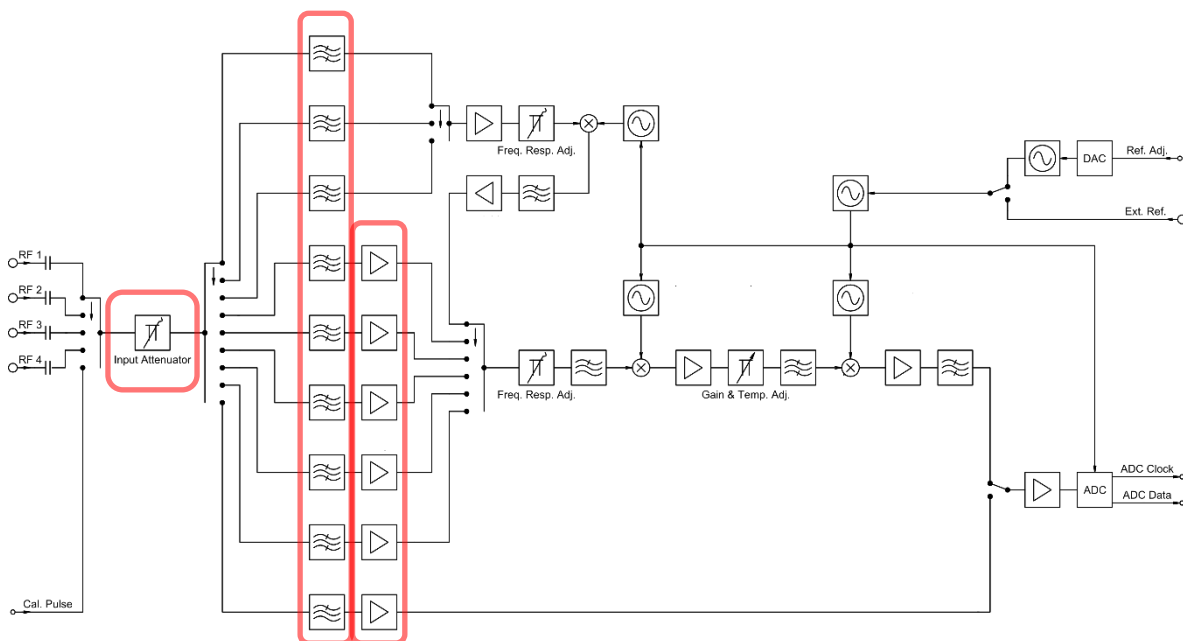 Freq. Resp. Adj.
Ref. Adj.
DAC
Ext. Ref.
RF 1
RF 2
RF 3
RF 4
Input Attenuator
Freq. Resp. Adj.
Gain & Temp. Adj.
ADC Clock
ADC
ADC Data
Cal. Pulse